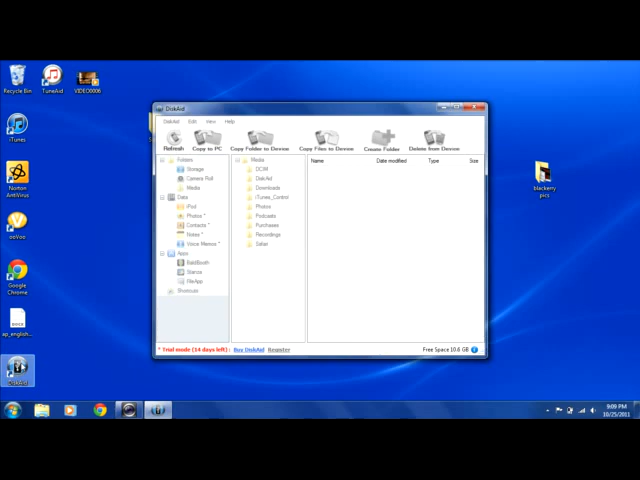 Recycle Bin
TuneAid
VIDEO0006
iTunes
Norton
AntiVirus
ooVoo
Google
Chrome
DiskAid
blackerry
pics
DiskAid
DiskAid Edit View Help
Refresh Copy to PC Copy Folder to Device Copy Files to Device Create Folder Delete from Device
Folders
Storage
Camera Roll
Media
Data
iPod
Photos *
Contacts *
Notes *
Voice Memos *
Apps
BaldBooth
Stanza
FileApp
Shortcuts
Media
DCIM
DiskAid
Downloads
iTunes_Control
Photos
Podcasts
Purchases
Recordings
Safari
Name Date modified Type Size
* Trial mode (14 days left) : Buy DiskAid Register
Free Space 10.6 GB
9:09 PM
10/25/2011